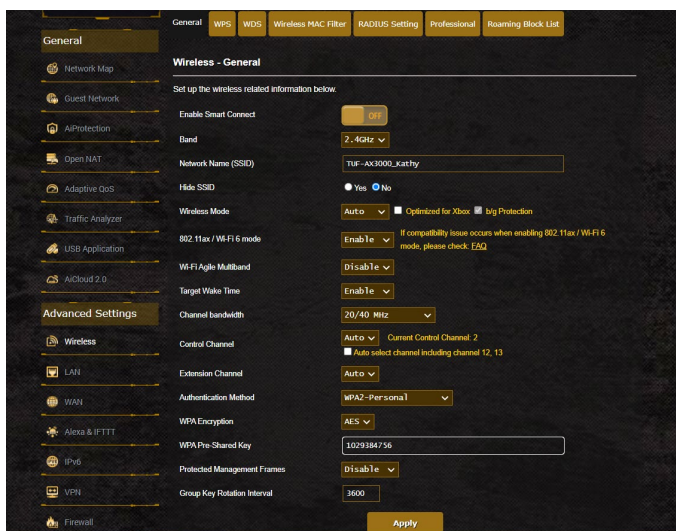 General WPS WDS Wireless MAC Filter RADIUS Setting Professional Roaming Block List
General
Network Map
Guest Network
AiProtection
Open NAT
Adaptive QoS
Traffic Analyzer
USB Application
AiCloud 2.0
Advanced Settings
Wireless
LAN
WAN
Alexa & IFTTT
IPv6
VPN
Firewall
Wireless - General
Set up the wireless related information below.
Enable Smart Connect OFF
Band 2.4GHz
Network Name (SSID) TUF-AX3000_Kathy
Hide SSID Yes No
Wireless Mode Auto Optimized for Xbox b/g Protection
802.11ax / Wi-Fi 6 mode Enable If compatibility issue occurs when enabling 802.11ax / Wi-Fi 6
mode, please check: FAQ
Wi-Fi Agile Multiband Disable
Target Wake Time Enable
Channel bandwidth 20/40 MHz
Control Channel Auto Current Control Channel: 2
Auto select channel including channel 12, 13
Extension Channel Auto
Authentication Method WPA2-Personal
WPA Encryption AES
WPA Pre-Shared Key 1029384756
Protected Management Frames Disable
Group Key Rotation Interval 3600
Apply